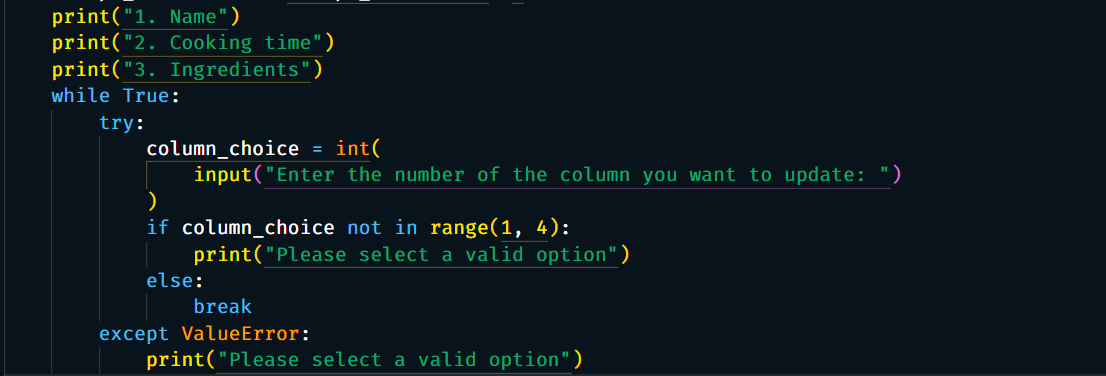 print("1. Name")
print("2. Cooking time")
print("3. Ingredients")
while True:
    try:
        column_choice = int(
            input("Enter the number of the column you want to update: ")
        )
        if column_choice not in range(1, 4):
            print("Please select a valid option")
        else:
            break
    except ValueError:
        print("Please select a valid option")